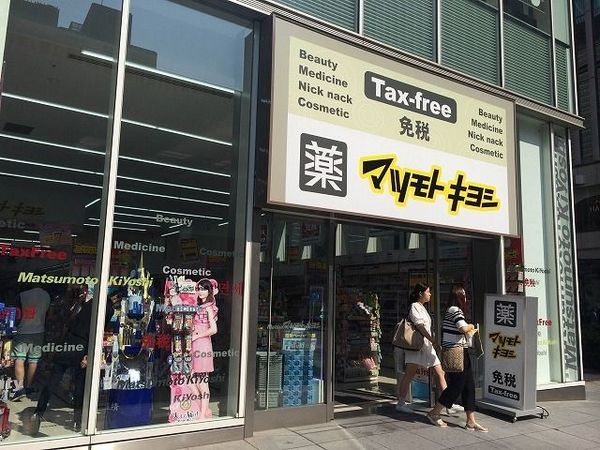 Beauty
Medicine
Nick nack
Cosmetic
Tax-free
免税
Beauty
Medicine
Nick nack
Cosmetic
薬
マツモトキヨシ
Beauty
TaxFree
Medicine
Cosmetic
Matsumoto KiYoshi
Medicine
Cosmetic
Matsumoto KiYoshi
Matsumoto KiYoshi
薬
マツモトキヨシ
免税
Tax-free